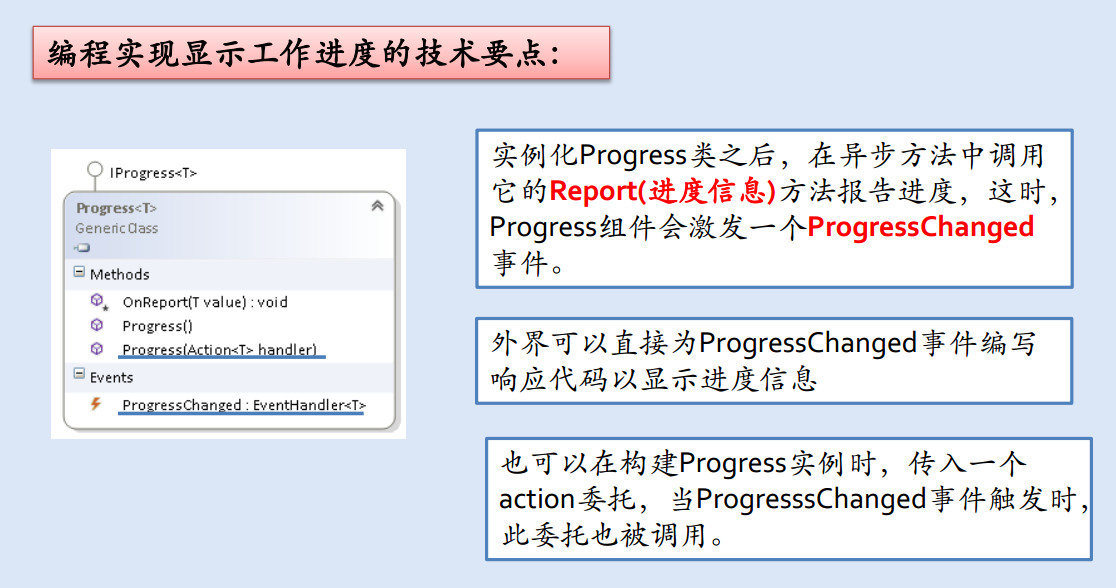 编程实现显示工作进度的技术要点：
IProgress<T>
Progress<T>
Generic Class
Methods
OnReport(T value) : void
Progress()
Progress(Action<T> handler)
Events
ProgressChanged : EventHandler<T>
实例化Progress类之后，在异步方法中调用
它的Report(进度信息)方法报告进度，这时，
Progress组件会激发一个ProgressChanged
事件。
外界可以直接为ProgressChanged事件编写
响应代码以显示进度信息
也可以在构建Progress实例时，传入一个
action委托，当ProgresssChanged事件触发时，
此委托也被调用。